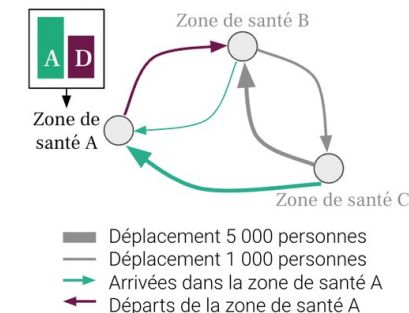 Zone de santé B
A D
Zone de
santé A
Zone de santé C
Déplacement 5 000 personnes
Déplacement 1 000 personnes
Arrivées dans la zone de santé A
Départs de la zone de santé A